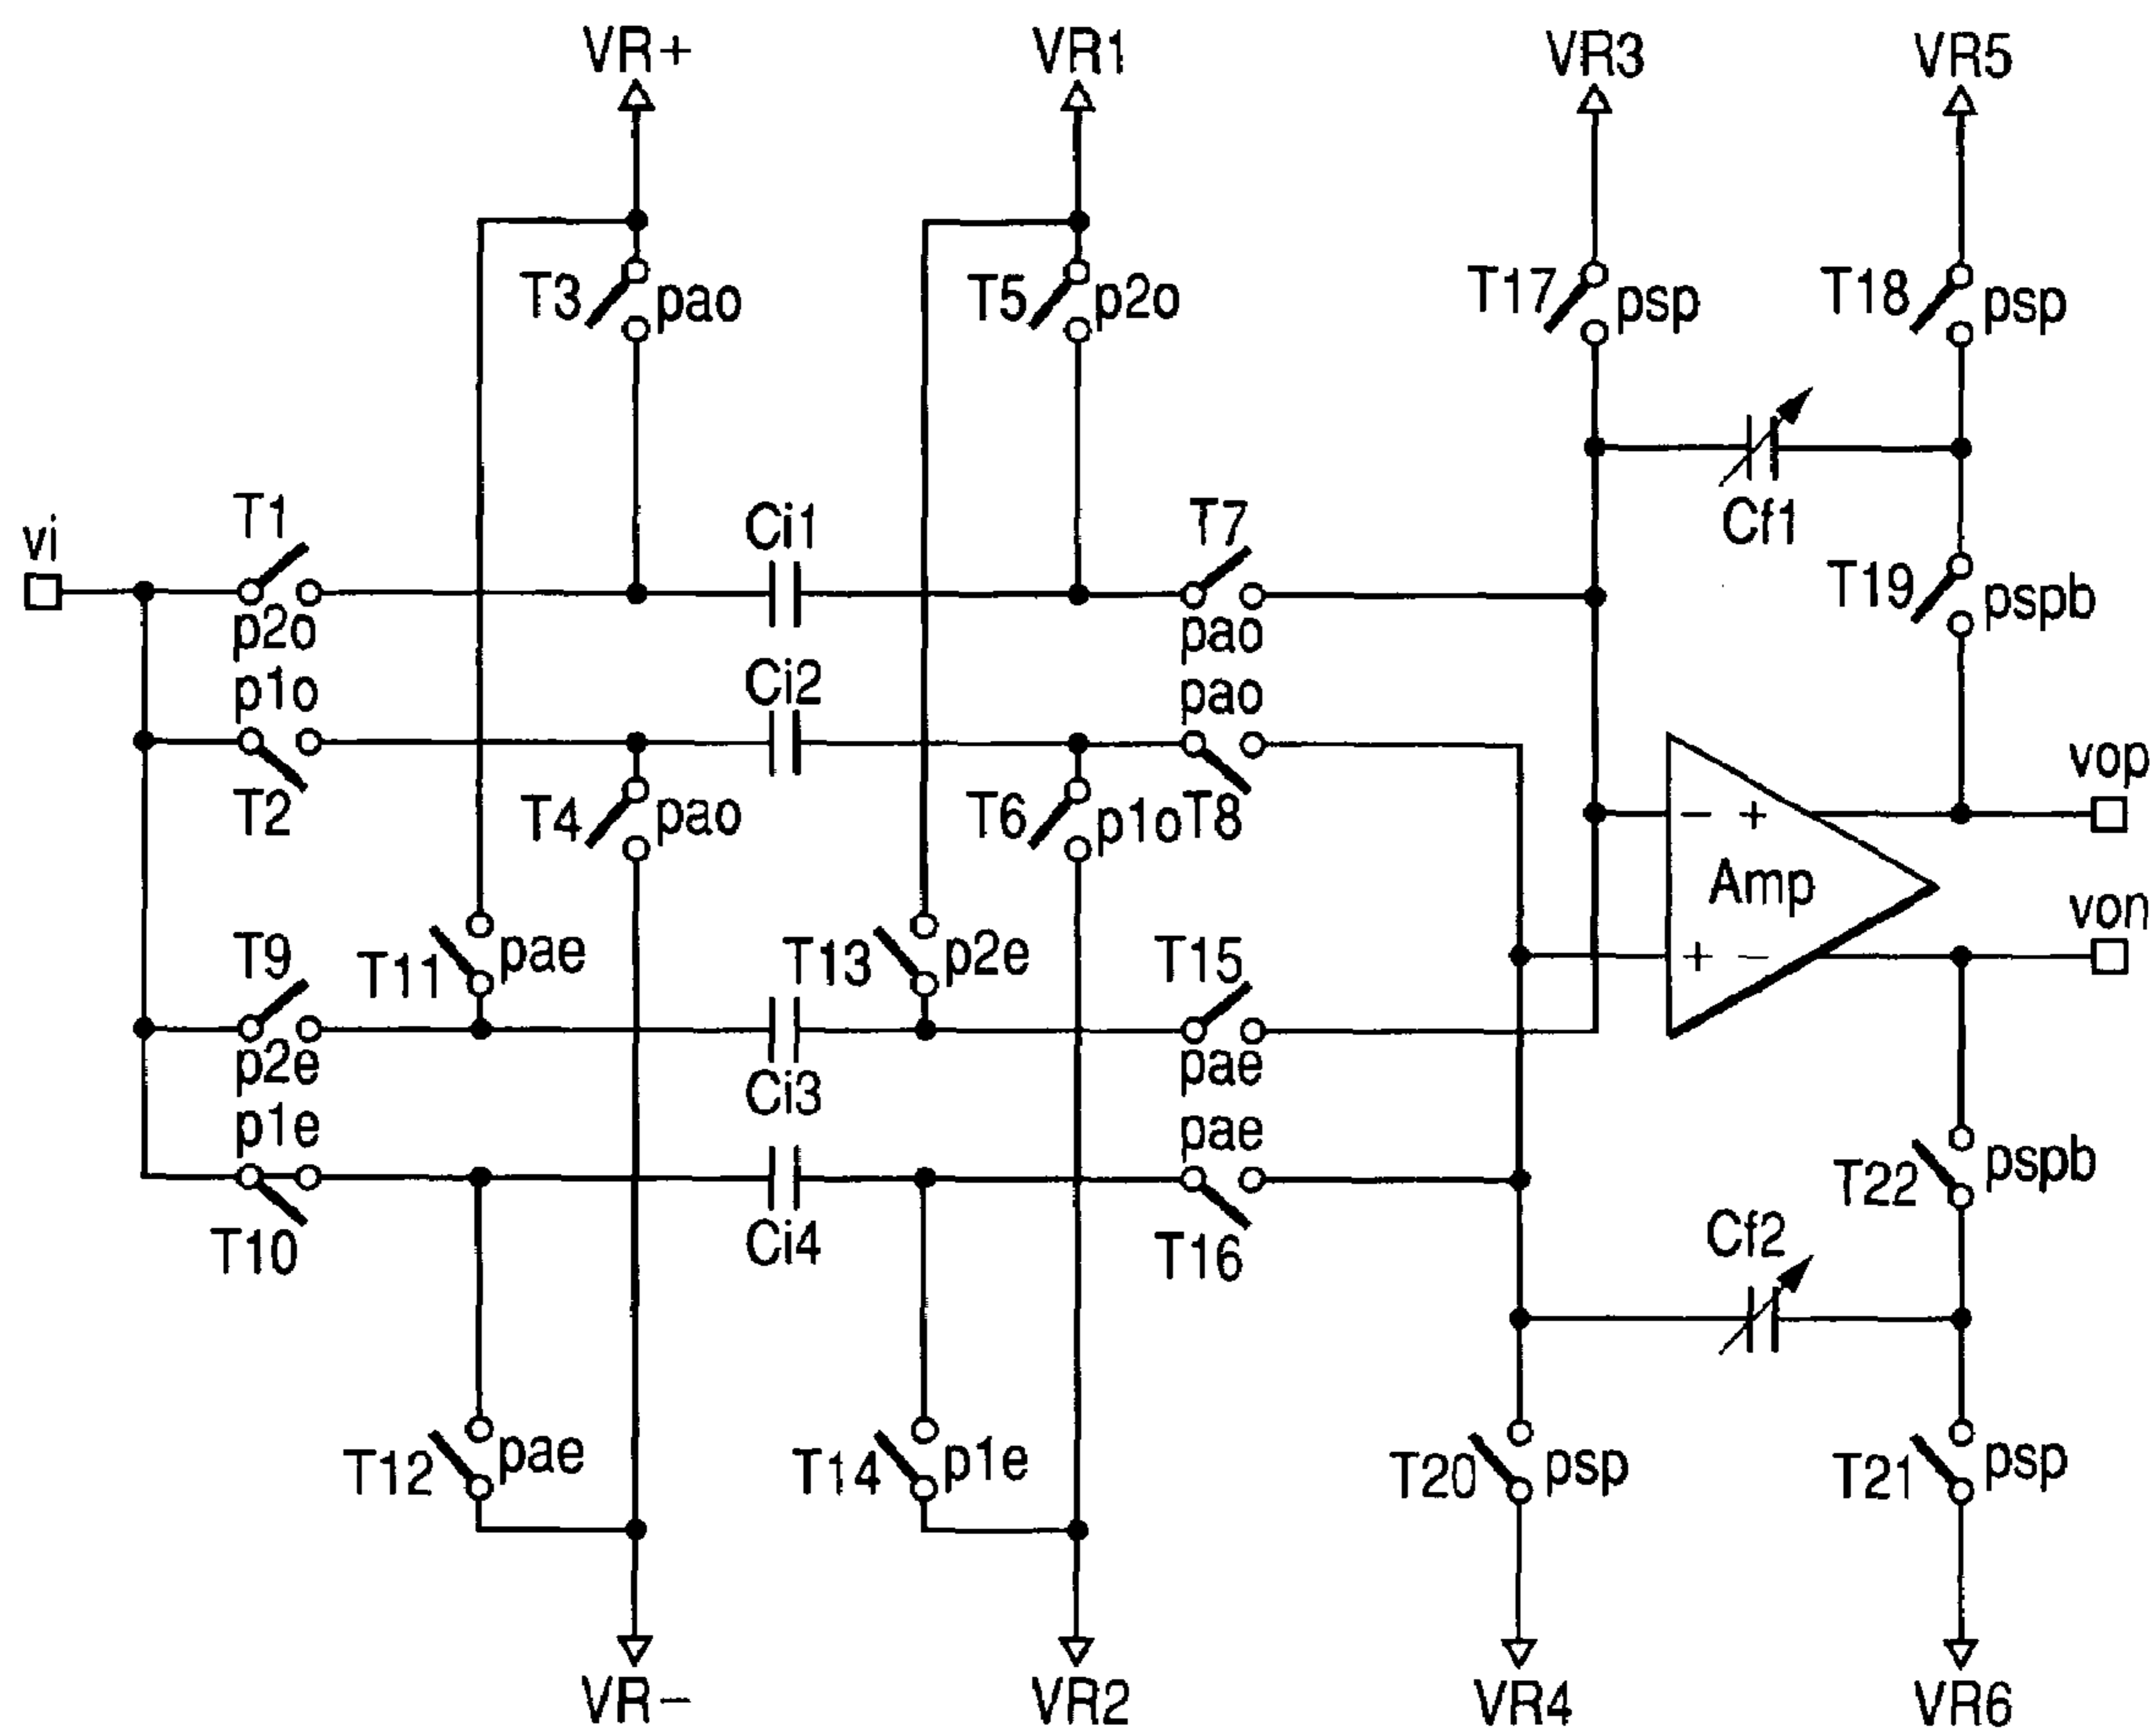 VR+ VR1 VR3 VR5
T3 pao T5 p2o T17 psp T18 psp
vi T1 Ci1 T7 Cf1
p2o pao T19 pspb
p1o Ci2 pao
T2 T4 pao T6 p1o T8 - + vop
Amp
T9 T11 pae T13 p2e T15 + - von
p2e Ci3 pae
p1e pae T22 pspb
T10 Ci4 T16 Cf2
T12 pae T14 p1e T20 psp T21 psp
VR- VR2 VR4 VR6